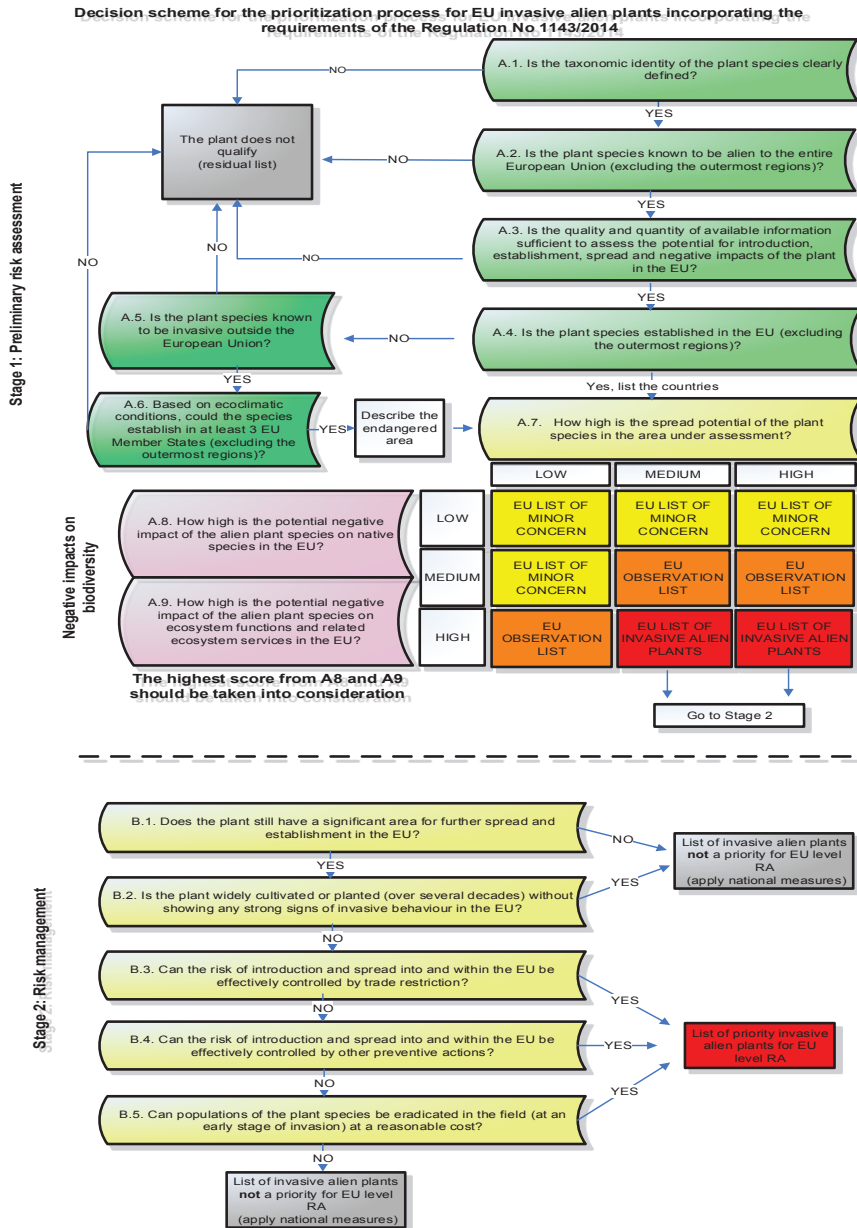 Decision scheme for the prioritization process for EU invasive alien plants incorporating the
requirements of the Regulation No 1143/2014
Stage 1: Preliminary risk assessment
A.1. Is the taxonomic identity of the plant species clearly
defined?
NO
YES
The plant does not
qualify
(residual list)
A.2. Is the plant species known to be alien to the entire
European Union (excluding the outermost regions)?
NO
YES
A.3. Is the quality and quantity of available information
sufficient to assess the potential for introduction,
establishment, spread and negative impacts of the plant
in the EU?
NO
NO
NO
YES
A.5. Is the plant species known
to be invasive outside the
European Union?
A.4. Is the plant species established in the EU (excluding
the outermost regions)?
NO
YES
Yes, list the countries
A.6. Based on ecoclimatic
conditions, could the species
establish in at least 3 EU
Member States (excluding the
outermost regions)?
YES
Describe the
endangered
area
A.7. How high is the spread potential of the plant
species in the area under assessment?
LOW
MEDIUM
HIGH
Negative impacts on
biodiversity
A.8. How high is the potential negative
impact of the alien plant species on native
species in the EU?
LOW
EU LIST OF
MINOR
CONCERN
EU LIST OF
MINOR
CONCERN
EU LIST OF
MINOR
CONCERN
MEDIUM
EU LIST OF
MINOR
CONCERN
EU
OBSERVATION
LIST
EU
OBSERVATION
LIST
A.9. How high is the potential negative
impact of the alien plant species on
ecosystem functions and related
ecosystem services in the EU?
HIGH
EU
OBSERVATION
LIST
EU LIST OF
INVASIVE ALIEN
PLANTS
EU LIST OF
INVASIVE ALIEN
PLANTS
The highest score from A8 and A9
should be taken into consideration
Go to Stage 2
Stage 2: Risk management
B.1. Does the plant still have a significant area for further spread and
establishment in the EU?
NO
YES
List of invasive alien plants
not a priority for EU level
RA
(apply national measures)
B.2. Is the plant widely cultivated or planted (over several decades) without
showing any strong signs of invasive behaviour in the EU?
YES
NO
B.3. Can the risk of introduction and spread into and within the EU be
effectively controlled by trade restriction?
YES
NO
B.4. Can the risk of introduction and spread into and within the EU be
effectively controlled by other preventive actions?
YES
List of priority invasive
alien plants for EU
level RA
NO
B.5. Can populations of the plant species be eradicated in the field (at an
early stage of invasion) at a reasonable cost?
YES
NO
List of invasive alien plants
not a priority for EU level
RA
(apply national measures)